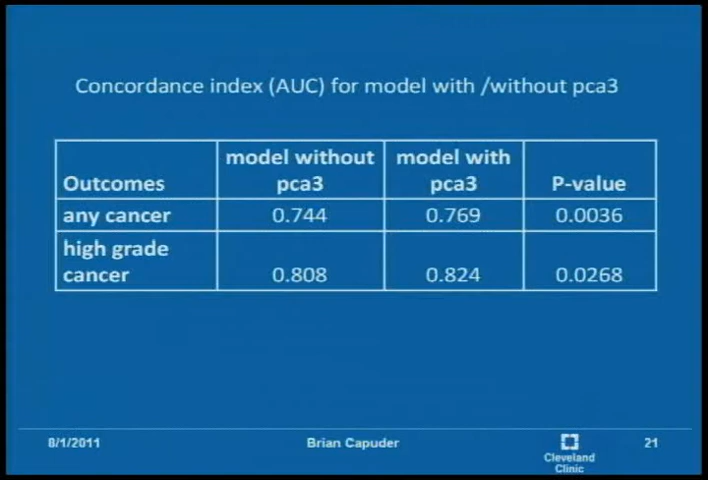 Concordance index (AUC) for model with /without pca3
Outcomes
model without
pca3
model with
pca3
P-value
any cancer 0.744 0.769 0.0036
high grade
cancer 0.808 0.824 0.0268
8/1/2011
Brian Capuder
Cleveland
Clinic
21